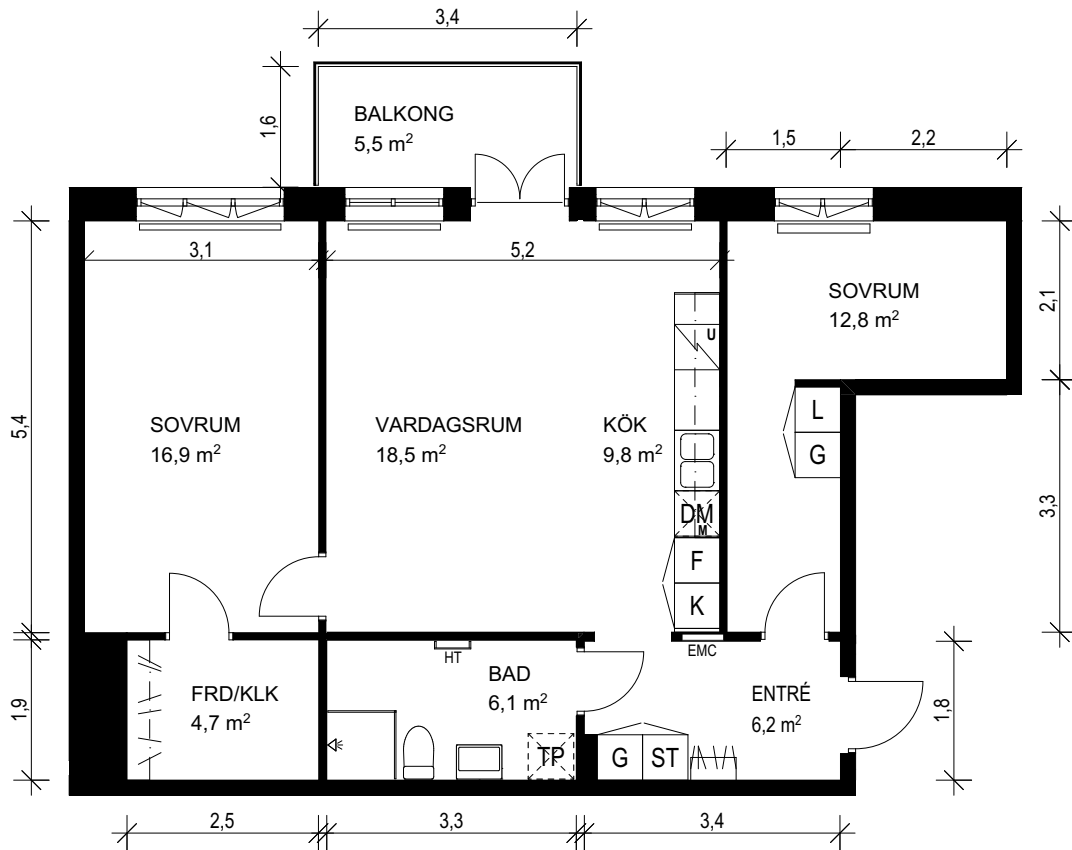 3,4
1,6
BALKONG
5,5 m²
1,5
2,2
3,1
5,2
SOVRUM
12,8 m²
2,1
U
5,4
SOVRUM
16,9 m²
VARDAGSRUM
18,5 m²
KÖK
9,8 m²
L
G
3,3
DM
M
F
K
HT
EMC
BAD
6,1 m²
FRD/KLK
4,7 m²
ENTRÉ
6,2 m²
1,9
1,8
TP
G
ST
2,5
3,3
3,4